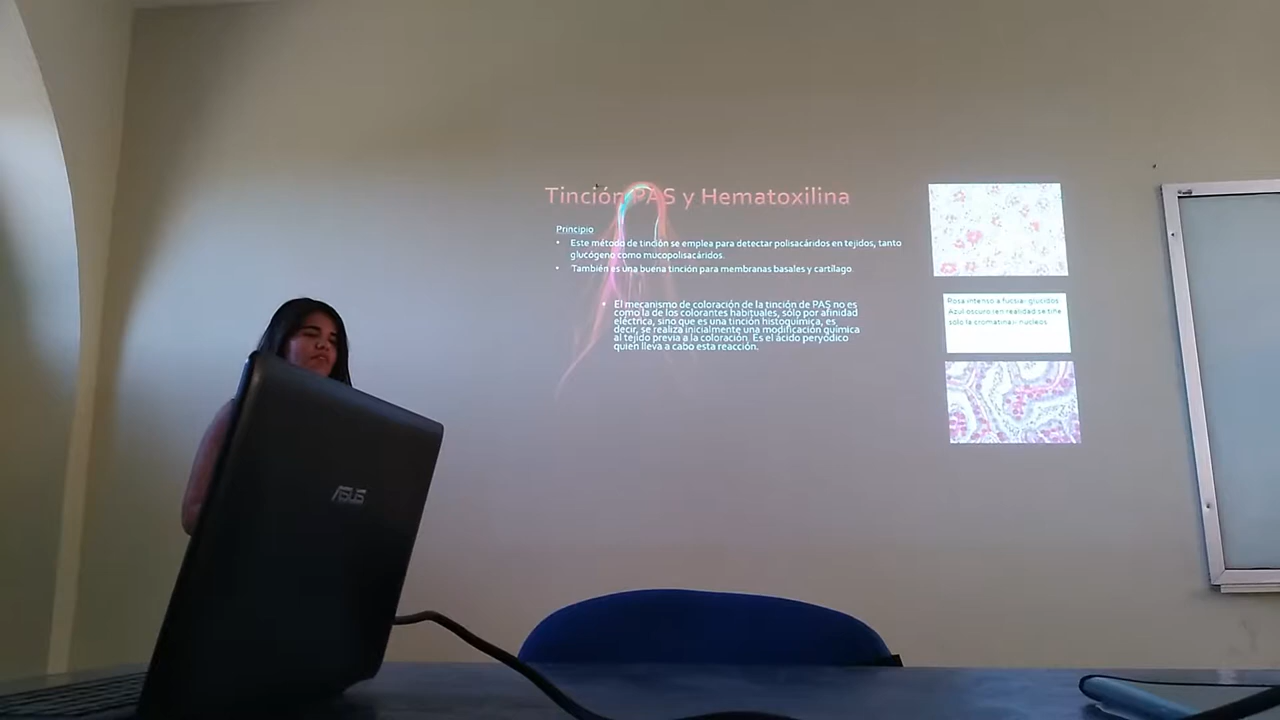 Tinción PAS y Hematoxilina
Principio
• Este método de tinción se emplea para detectar polisacáridos en tejidos, tanto
glucógeno como mucopolisacáridos.
• También es una buena tinción para membranas basales y cartílago.
• El mecanismo de coloración de la tinción de PAS no es
como la de los colorantes habituales, sólo por afinidad
eléctrica, sino que es una tinción histoquímica, es
decir, se realiza inicialmente una modificación química
al tejido previa a la coloración. Es el ácido peryódico
quien lleva a cabo esta reacción.
Rosa intenso a fucsia- glúcidos
Azul oscuro (en realidad se tiñe
sólo la cromatina)- núcleos
ASUS